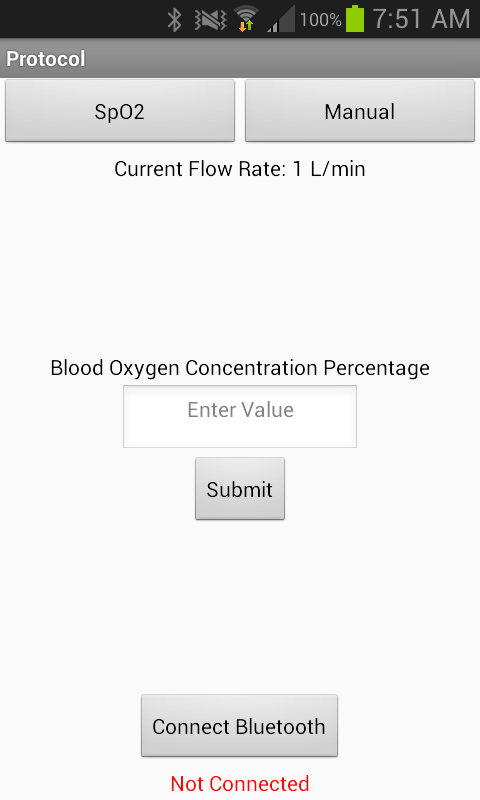 100% 7:51 AM
Protocol
SpO2 Manual
Current Flow Rate: 1 L/min
Blood Oxygen Concentration Percentage
Enter Value
Submit
Connect Bluetooth
Not Connected